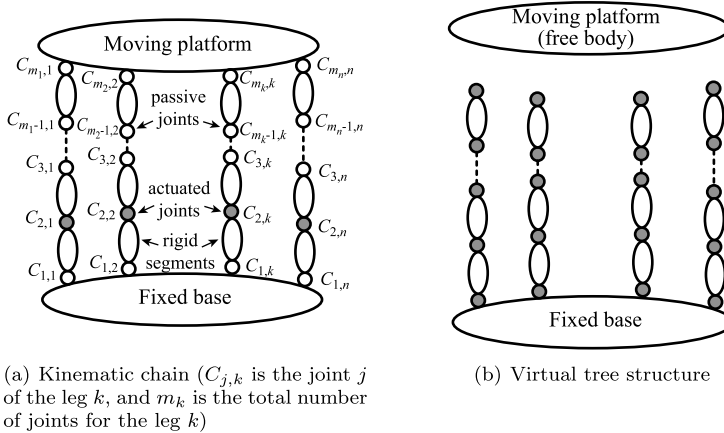 Moving platform
C_{m_1,1}
C_{m_2,2}
C_{m_k,k}
C_{m_n,n}
passive
joints
C_{m_1-1,1}
C_{m_2-1,2}
C_{m_k-1,k}
C_{m_n-1,n}
C_{3,1}
C_{3,2}
C_{3,k}
C_{3,n}
actuated
joints
C_{2,1}
C_{2,2}
C_{2,k}
C_{2,n}
rigid
segments
C_{1,1}
C_{1,2}
C_{1,k}
C_{1,n}
Fixed base
(a) Kinematic chain (C_{j,k} is the joint j
of the leg k, and m_k is the total number
of joints for the leg k)
Moving platform
(free body)
Fixed base
(b) Virtual tree structure